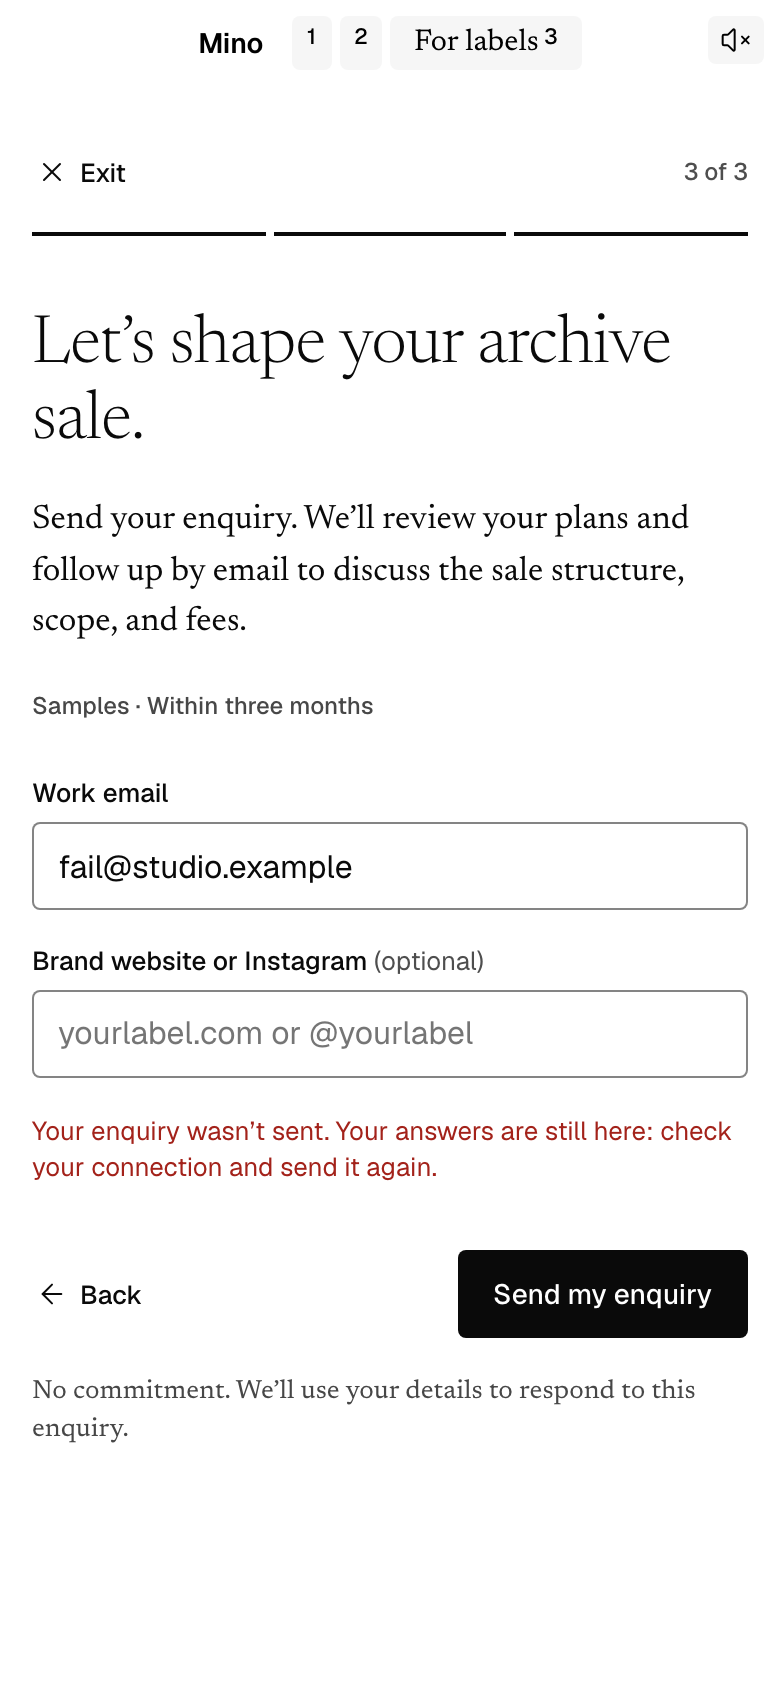 Mino 1 2 For labels 3
Exit 3 of 3
Let’s shape your archive
sale.
Send your enquiry. We’ll review your plans and
follow up by email to discuss the sale structure,
scope, and fees.
Samples · Within three months
Work email
fail@studio.example
Brand website or Instagram (optional)
yourlabel.com or @yourlabel
Your enquiry wasn’t sent. Your answers are still here: check
your connection and send it again.
Back Send my enquiry
No commitment. We’ll use your details to respond to this
enquiry.